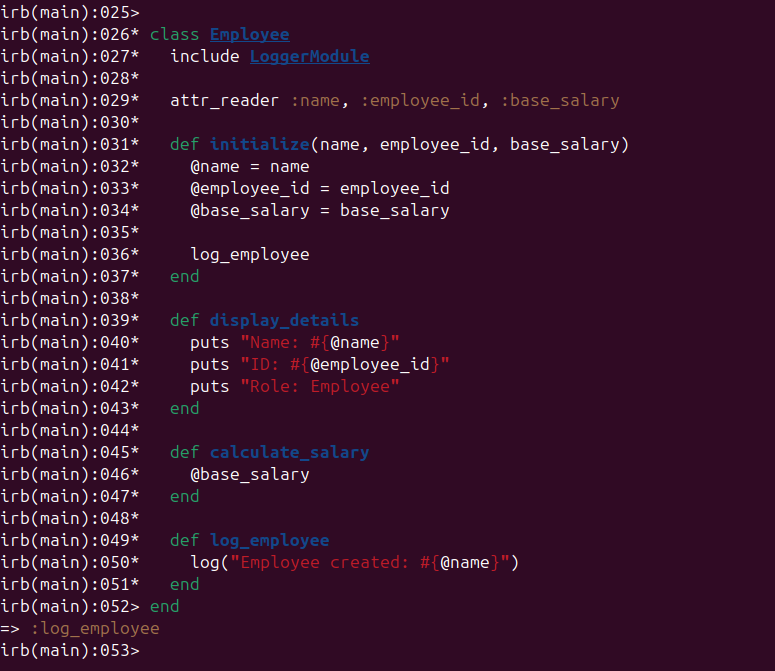 irb(main):025>
irb(main):026* class Employee
irb(main):027*   include LoggerModule
irb(main):028*
irb(main):029*   attr_reader :name, :employee_id, :base_salary
irb(main):030*
irb(main):031*   def initialize(name, employee_id, base_salary)
irb(main):032*     @name = name
irb(main):033*     @employee_id = employee_id
irb(main):034*     @base_salary = base_salary
irb(main):035*
irb(main):036*     log_employee
irb(main):037*   end
irb(main):038*
irb(main):039*   def display_details
irb(main):040*     puts "Name: #{@name}"
irb(main):041*     puts "ID: #{@employee_id}"
irb(main):042*     puts "Role: Employee"
irb(main):043*   end
irb(main):044*
irb(main):045*   def calculate_salary
irb(main):046*     @base_salary
irb(main):047*   end
irb(main):048*
irb(main):049*   def log_employee
irb(main):050*     log("Employee created: #{@name}")
irb(main):051*   end
irb(main):052> end
=> :log_employee
irb(main):053>